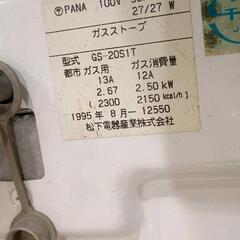 PANA 100V
27/27 W
ガスストーブ
型式 GS-20S1T
都市ガス用 ガス消費量
13A 12A
2.67 2.50 kW
(2300 2150 kcal/h)
1995年 8月- 12550
松下電器産業株式会社